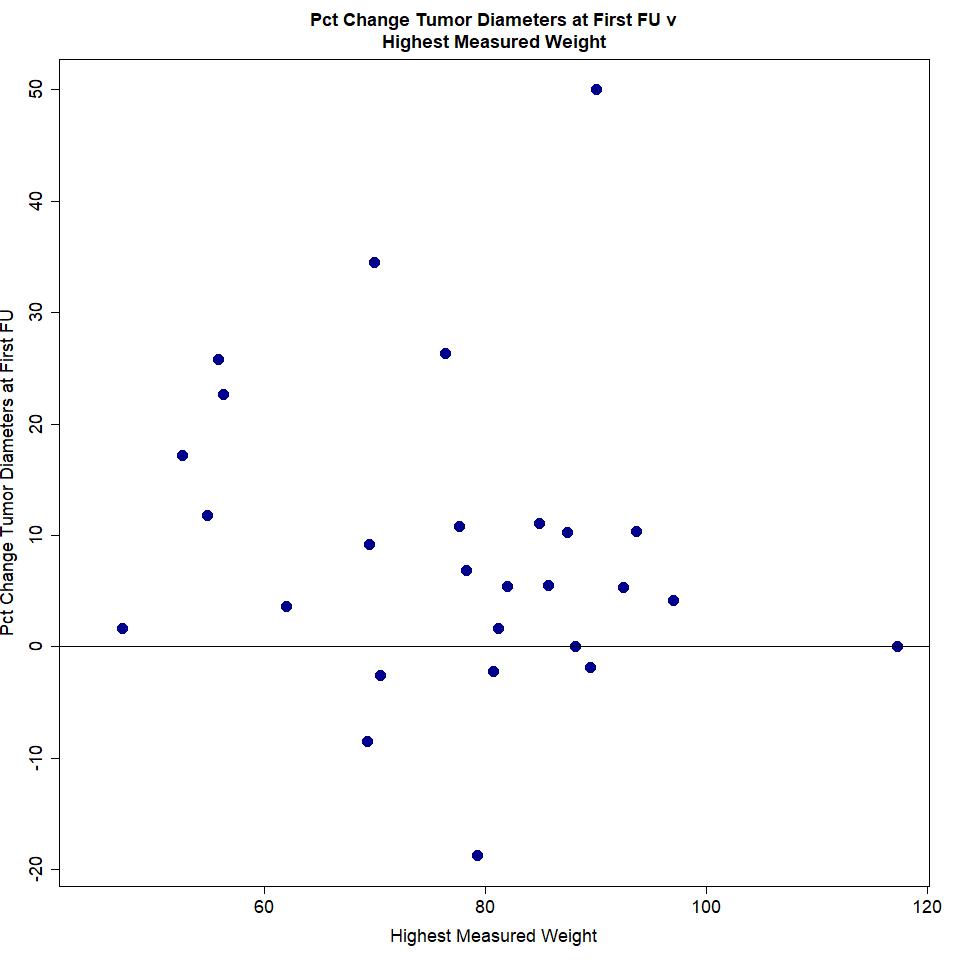 Pct Change Tumor Diameters at First FU v
Highest Measured Weight
Pct Change Tumor Diameters at First FU
50
40
30
20
10
0
-10
-20
60 80 100 120
Highest Measured Weight